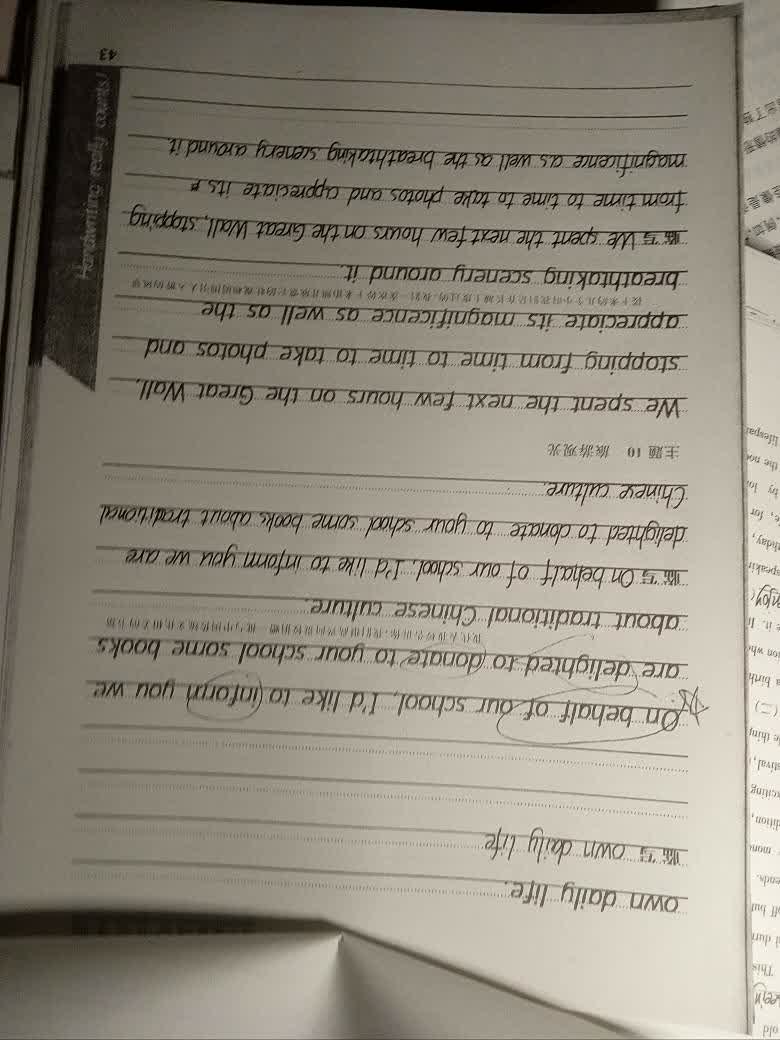 own daily life.
临写 own daily life
On behalf of our school, I'd like to inform you we
are delighted to donate to your school some books
about traditional Chinese culture.
临写 On behalf of our school, I'd like to inform you we are
delighted to donate to your school some books about traditional
Chinese culture.
主题 10 旅游观光
We spent the next few hours on the Great Wall,
stopping from time to time to take photos and
appreciate its magnificence as well as the
breathtaking scenery around it.
临写 We spent the next few hours on the Great Wall, stopping
from time to time to take photos and appreciate its
magnificence as well as the breathtaking scenery around it
Handwriting really counts!
43